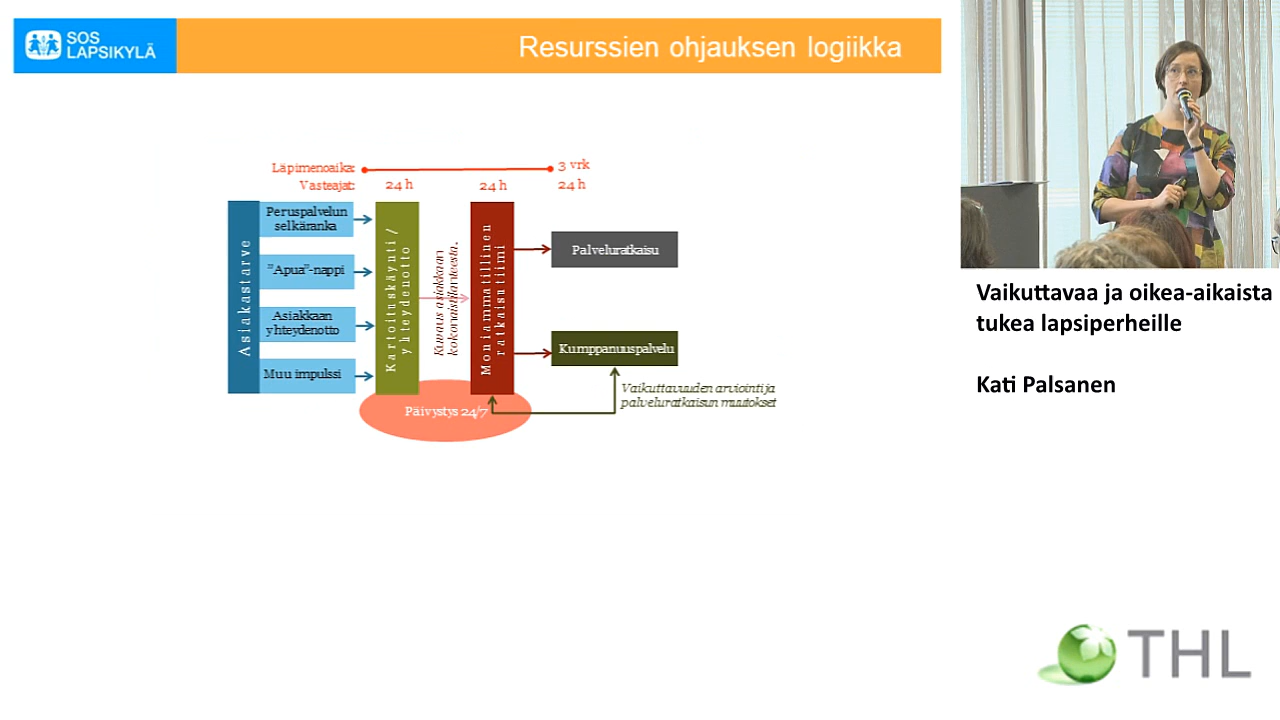 SOS
LAPSIKYLÄ
Resurssien ohjauksen logiikka
Läpimenoaika:
3 vrk
Vasteajat:
24 h
24 h
24 h
Asiakastarve
Peruspalvelun
selkäranka
"Apua"-nappi
Asiakkaan
yhteydenotto
Muu impulssi
Kartoituskäynti /
yhteydenotto
Kuvaus asiakkaan
kokonaistilanteesta.
Moniammatillinen
ratkaisutiimi
Palveluratkaisu
Kumppanuuspalvelu
Päivystys 24/7
Vaikuttavuuden arviointi ja
palveluratkaisun muutokset
Vaikuttavaa ja oikea-aikaista
tukea lapsiperheille
Kati Palsanen
THL